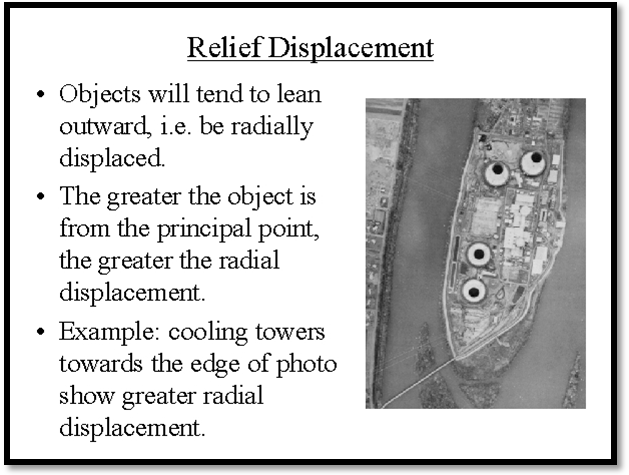 Relief Displacement
• Objects will tend to lean
outward, i.e. be radially
displaced.
• The greater the object is
from the principal point,
the greater the radial
displacement.
• Example: cooling towers
towards the edge of photo
show greater radial
displacement.